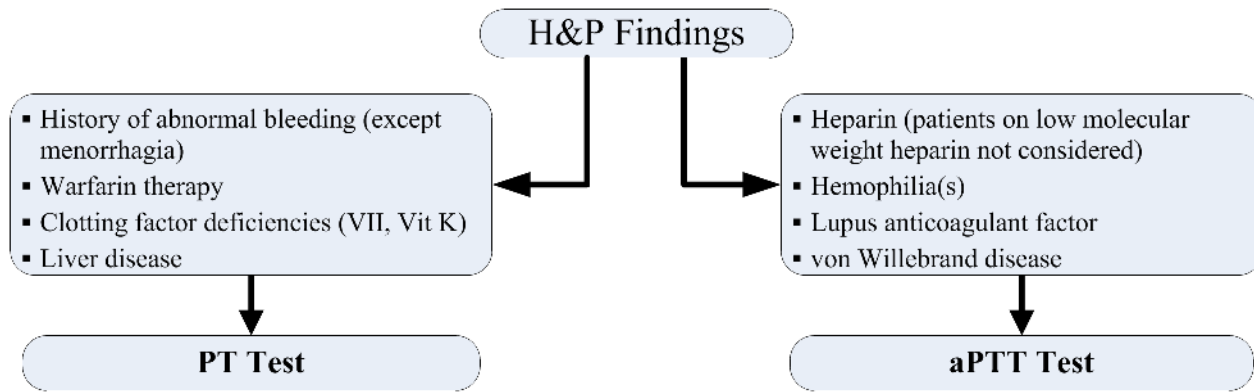 H&P Findings
▪ History of abnormal bleeding (except
menorrhagia)
▪ Warfarin therapy
▪ Clotting factor deficiencies (VII, Vit K)
▪ Liver disease
▪ Heparin (patients on low molecular
weight heparin not considered)
▪ Hemophilia(s)
▪ Lupus anticoagulant factor
▪ von Willebrand disease
PT Test
aPTT Test